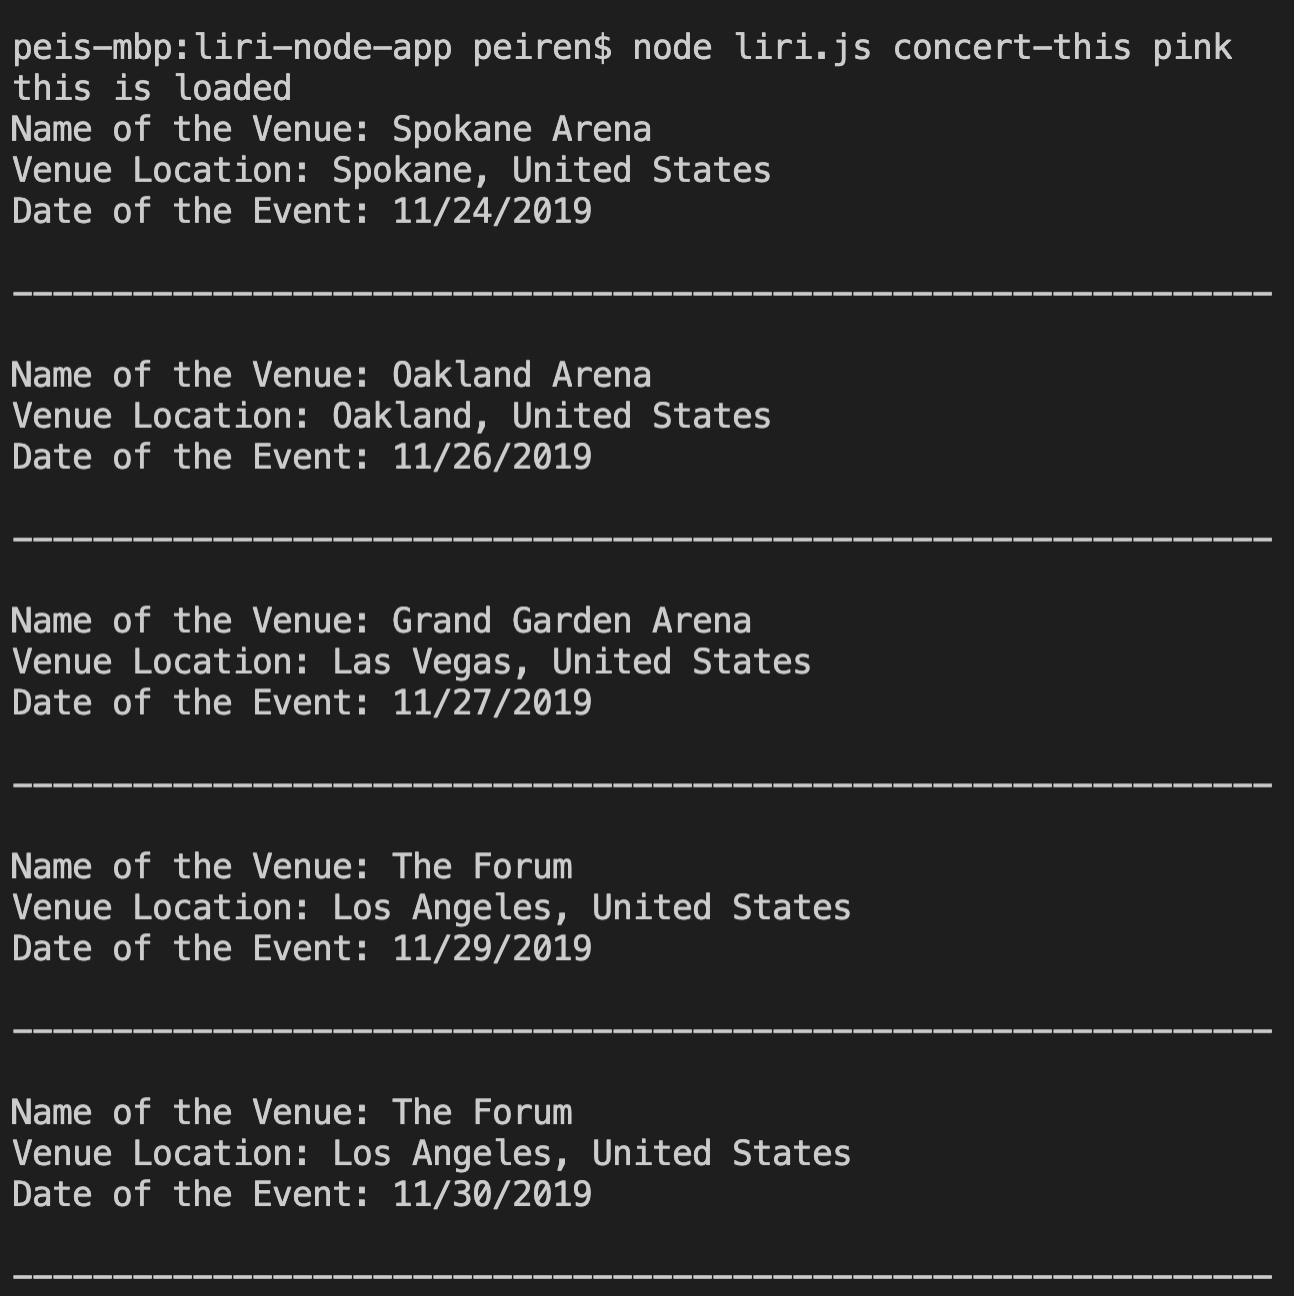 peis-mbp:liri-node-app peiren$ node liri.js concert-this pink
this is loaded
Name of the Venue: Spokane Arena
Venue Location: Spokane, United States
Date of the Event: 11/24/2019
---------------------------------------------------------------
Name of the Venue: Oakland Arena
Venue Location: Oakland, United States
Date of the Event: 11/26/2019
---------------------------------------------------------------
Name of the Venue: Grand Garden Arena
Venue Location: Las Vegas, United States
Date of the Event: 11/27/2019
---------------------------------------------------------------
Name of the Venue: The Forum
Venue Location: Los Angeles, United States
Date of the Event: 11/29/2019
---------------------------------------------------------------
Name of the Venue: The Forum
Venue Location: Los Angeles, United States
Date of the Event: 11/30/2019
---------------------------------------------------------------